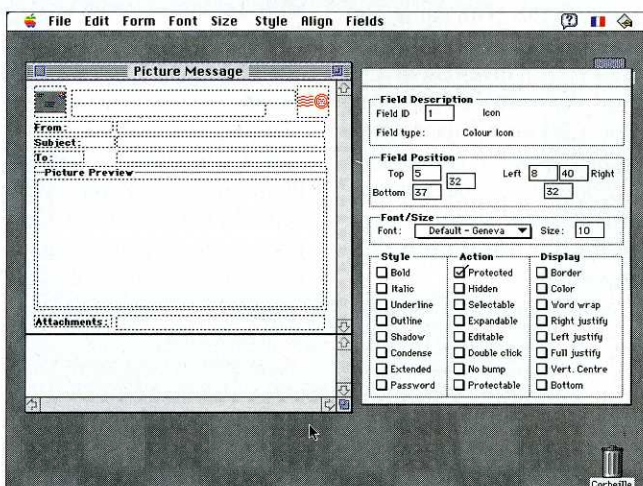 File Edit Form Font Size Style Align Fields
Picture Message
From:
Subject:
To:
Picture Preview
Attachments:
Field Description
Field ID 1 Icon
Field type: Colour Icon
Field Position
Top 5 32 Left 8 40 Right
Bottom 37 32
Font/Size
Font: Default - Geneva Size: 10
Style Action Display
Bold Protected Border
Italic Hidden Color
Underline Selectable Word wrap
Outline Expandable Right justify
Shadow Editable Left justify
Condense Double click Full justify
Extended No bump Vert. Centre
Password Protectable Bottom
Corbeille